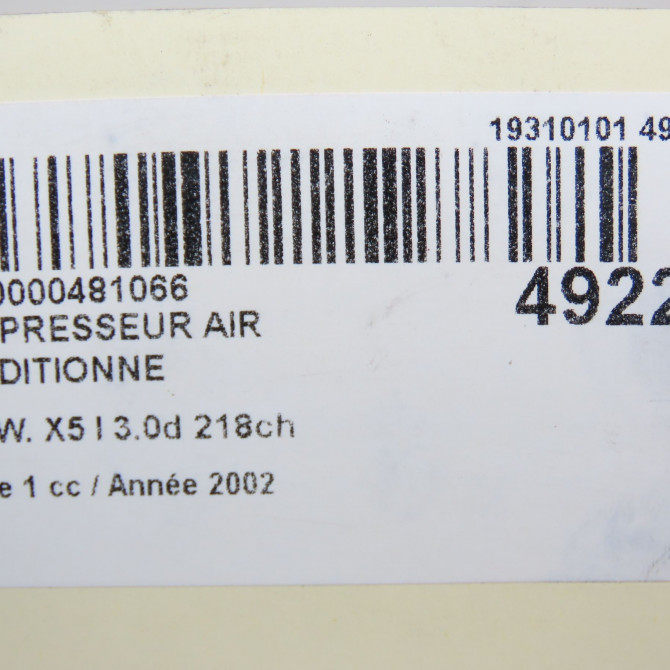 19310101 49
0000481066
4922
PRESSEUR AIR
DITIONNE
W. X5 I 3.0d 218ch
e 1 cc / Année 2002